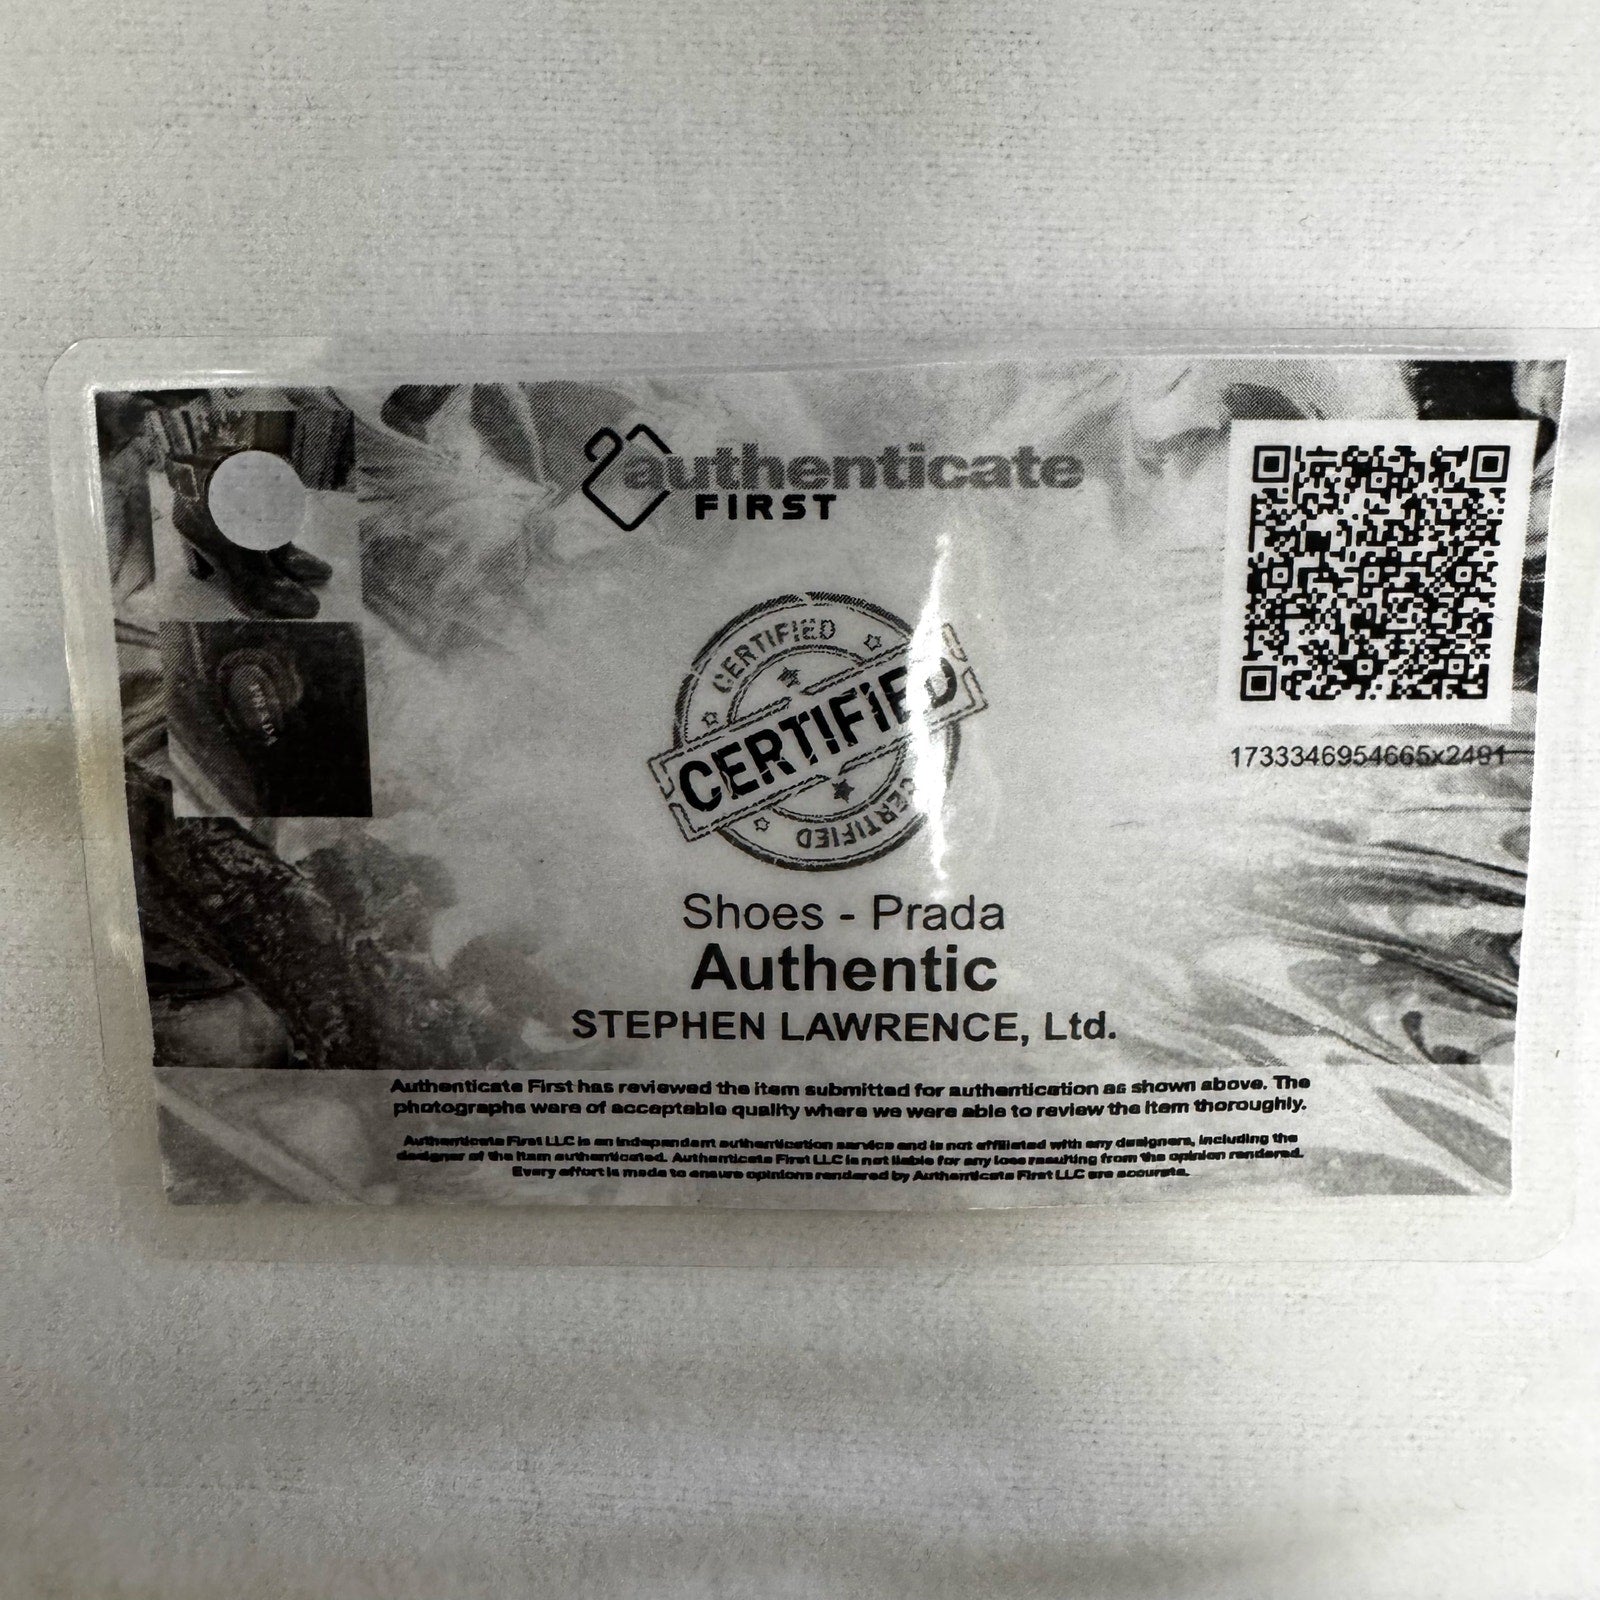 authenticate
FIRST
CERTIFIED
CERTIFIED
CERTIFIED
1733346954665x2491
Shoes - Prada
Authentic
STEPHEN LAWRENCE, Ltd.
Authenticate First has reviewed the item submitted for authentication as shown above. The
photographs were of acceptable quality where we were able to review the item thoroughly.
Authenticate First LLC is an independent authentication service and is not affiliated with any designers, including the
designer of the item authenticated. Authenticate First LLC is not liable for any loss resulting from the opinion rendered.
Every effort is made to ensure opinions rendered by Authenticate First LLC are accurate.